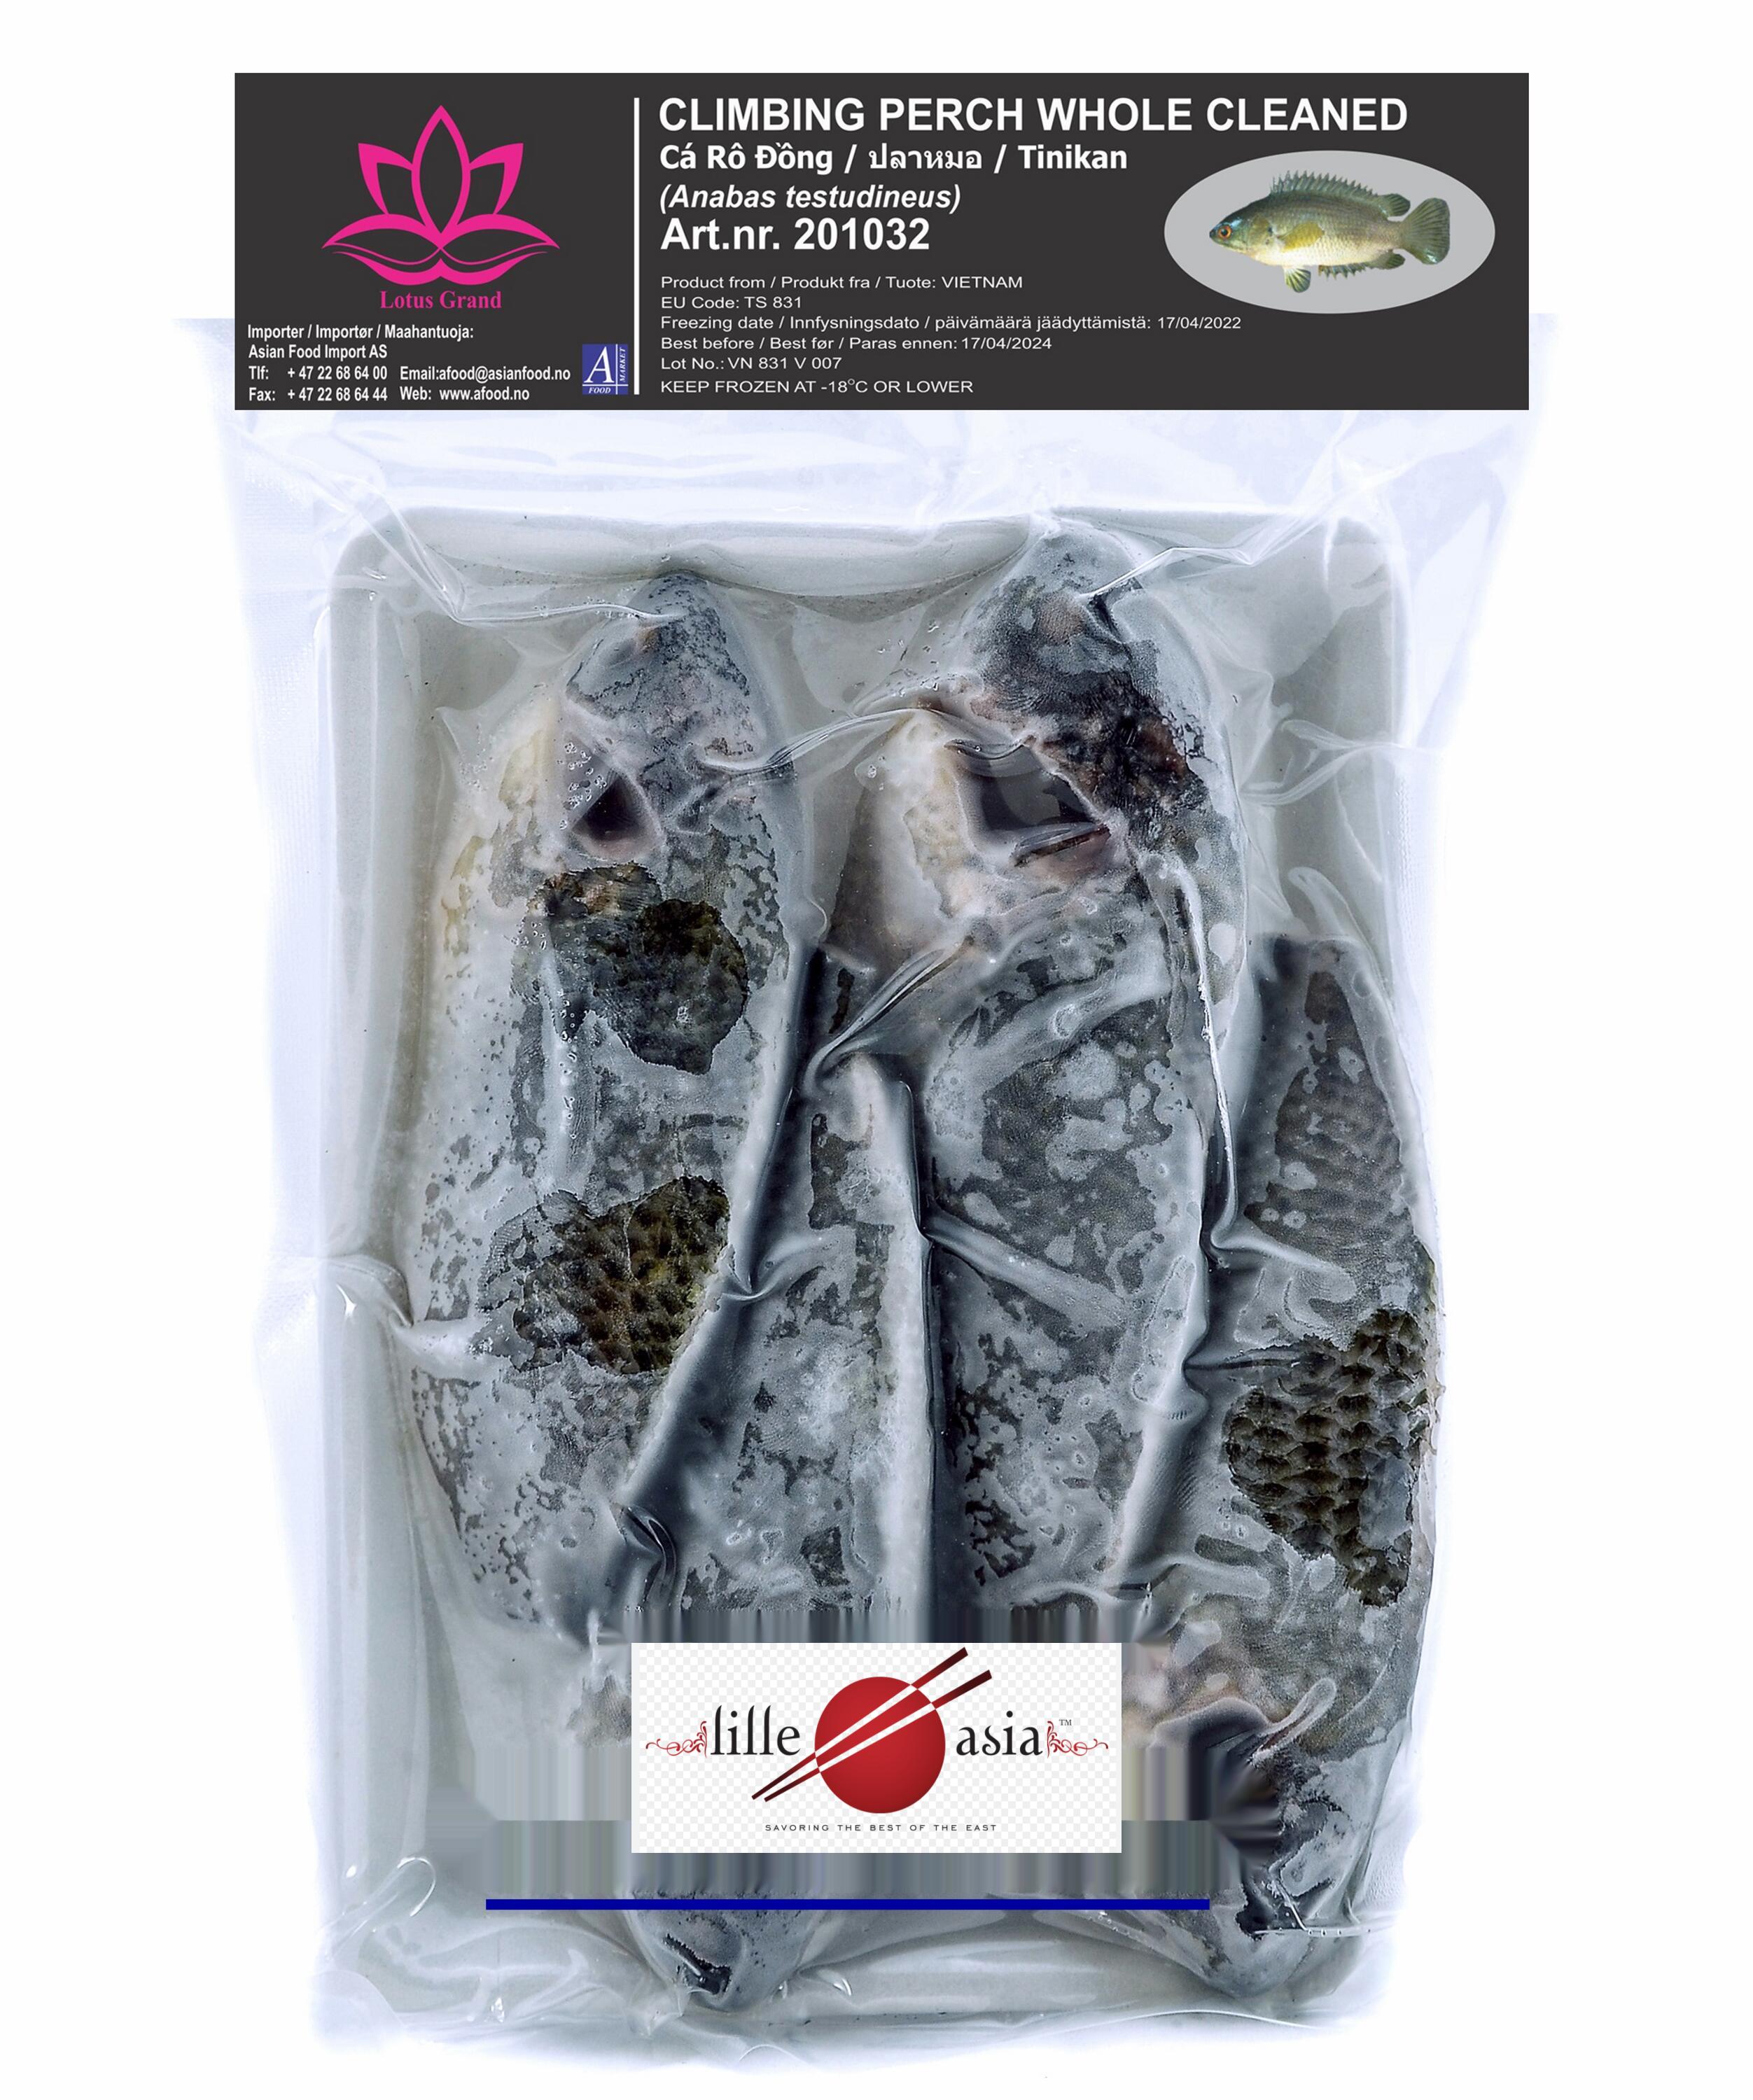 Lotus Grand
Importer / Importør / Maahantuoja:
Asian Food Import AS
Tlf: + 47 22 68 64 00 Email:afood@asianfood.no
Fax: + 47 22 68 64 44 Web: www.afood.no
A
FOOD
MARKET
CLIMBING PERCH WHOLE CLEANED
Cá Rô Đồng / ปลาหมอ / Tinikan
(Anabas testudineus)
Art.nr. 201032
Product from / Produkt fra / Tuote: VIETNAM
EU Code: TS 831
Freezing date / Innfysningsdato / päivämäärä jäädyttämistä: 17/04/2022
Best before / Best før / Paras ennen: 17/04/2024
Lot No.: VN 831 V 007
KEEP FROZEN AT -18°C OR LOWER
lille asia TM
SAVORING THE BEST OF THE EAST